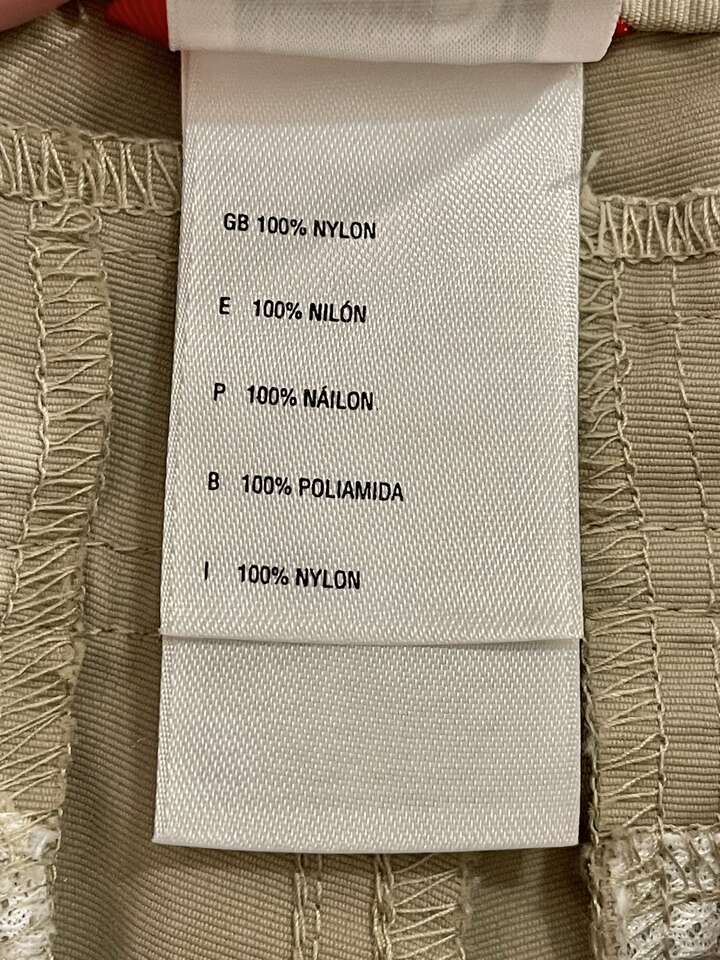 GB 100% NYLON
E 100% NILÓN
P 100% NÁILON
B 100% POLIAMIDA
I 100% NYLON